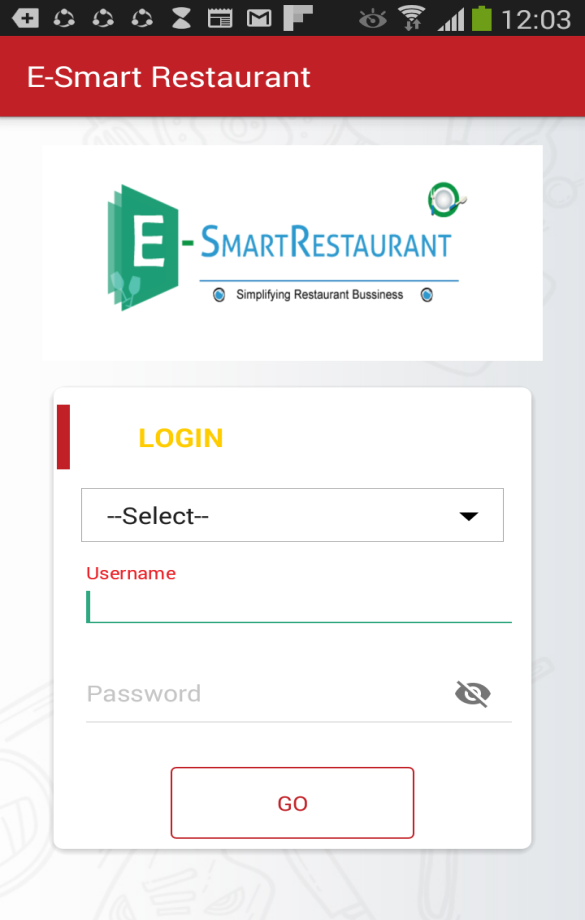 12:03
E-Smart Restaurant
E-SMARTRESTAURANT
Simplifying Restaurant Bussiness
LOGIN
--Select--
Username
Password
GO